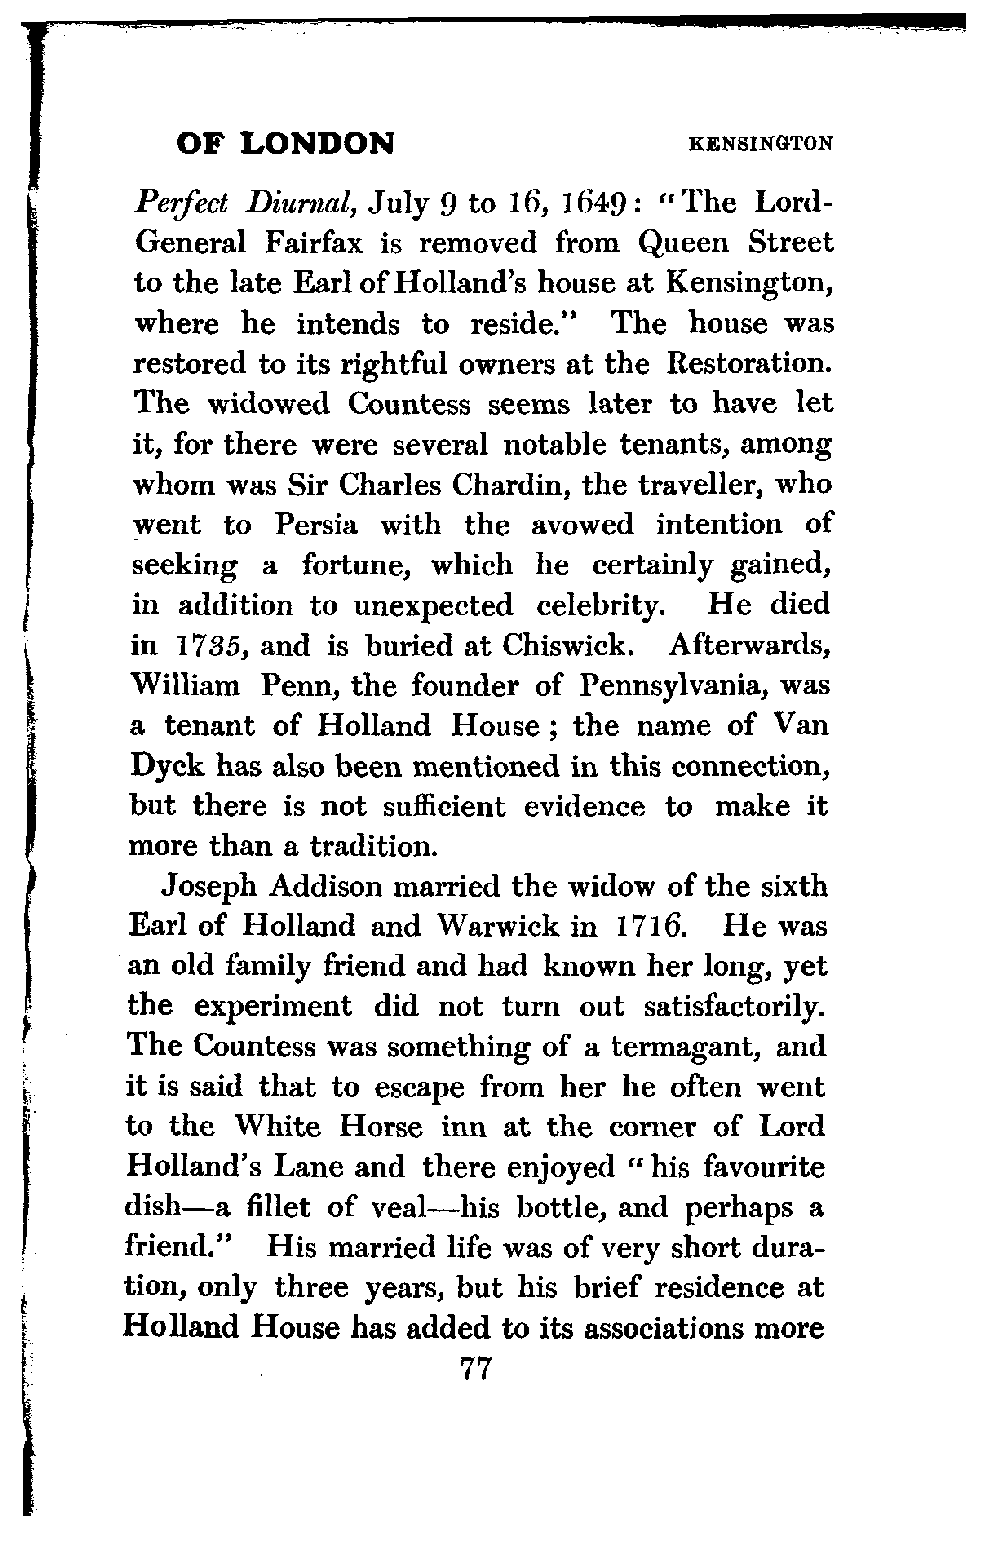 OF LONDON KENSINGTON
Perfect Diurnal, July 9 to 16, 1649: "The Lord-
General Fairfax is removed from Queen Street
to the late Earl of Holland's house at Kensington,
where he intends to reside." The house was
restored to its rightful owners at the Restoration.
The widowed Countess seems later to have let
it, for there were several notable tenants, among
whom was Sir Charles Chardin, the traveller, who
went to Persia with the avowed intention of
seeking a fortune, which he certainly gained,
in addition to unexpected celebrity. He died
in 1735, and is buried at Chiswick. Afterwards,
William Penn, the founder of Pennsylvania, was
a tenant of Holland House; the name of Van
Dyck has also been mentioned in this connection,
but there is not sufficient evidence to make it
more than a tradition.
Joseph Addison married the widow of the sixth
Earl of Holland and Warwick in 1716. He was
an old family friend and had known her long, yet
the experiment did not turn out satisfactorily.
The Countess was something of a termagant, and
it is said that to escape from her he often went
to the White Horse inn at the corner of Lord
Holland's Lane and there enjoyed "his favourite
dish—a fillet of veal—his bottle, and perhaps a
friend." His married life was of very short dura-
tion, only three years, but his brief residence at
Holland House has added to its associations more
77